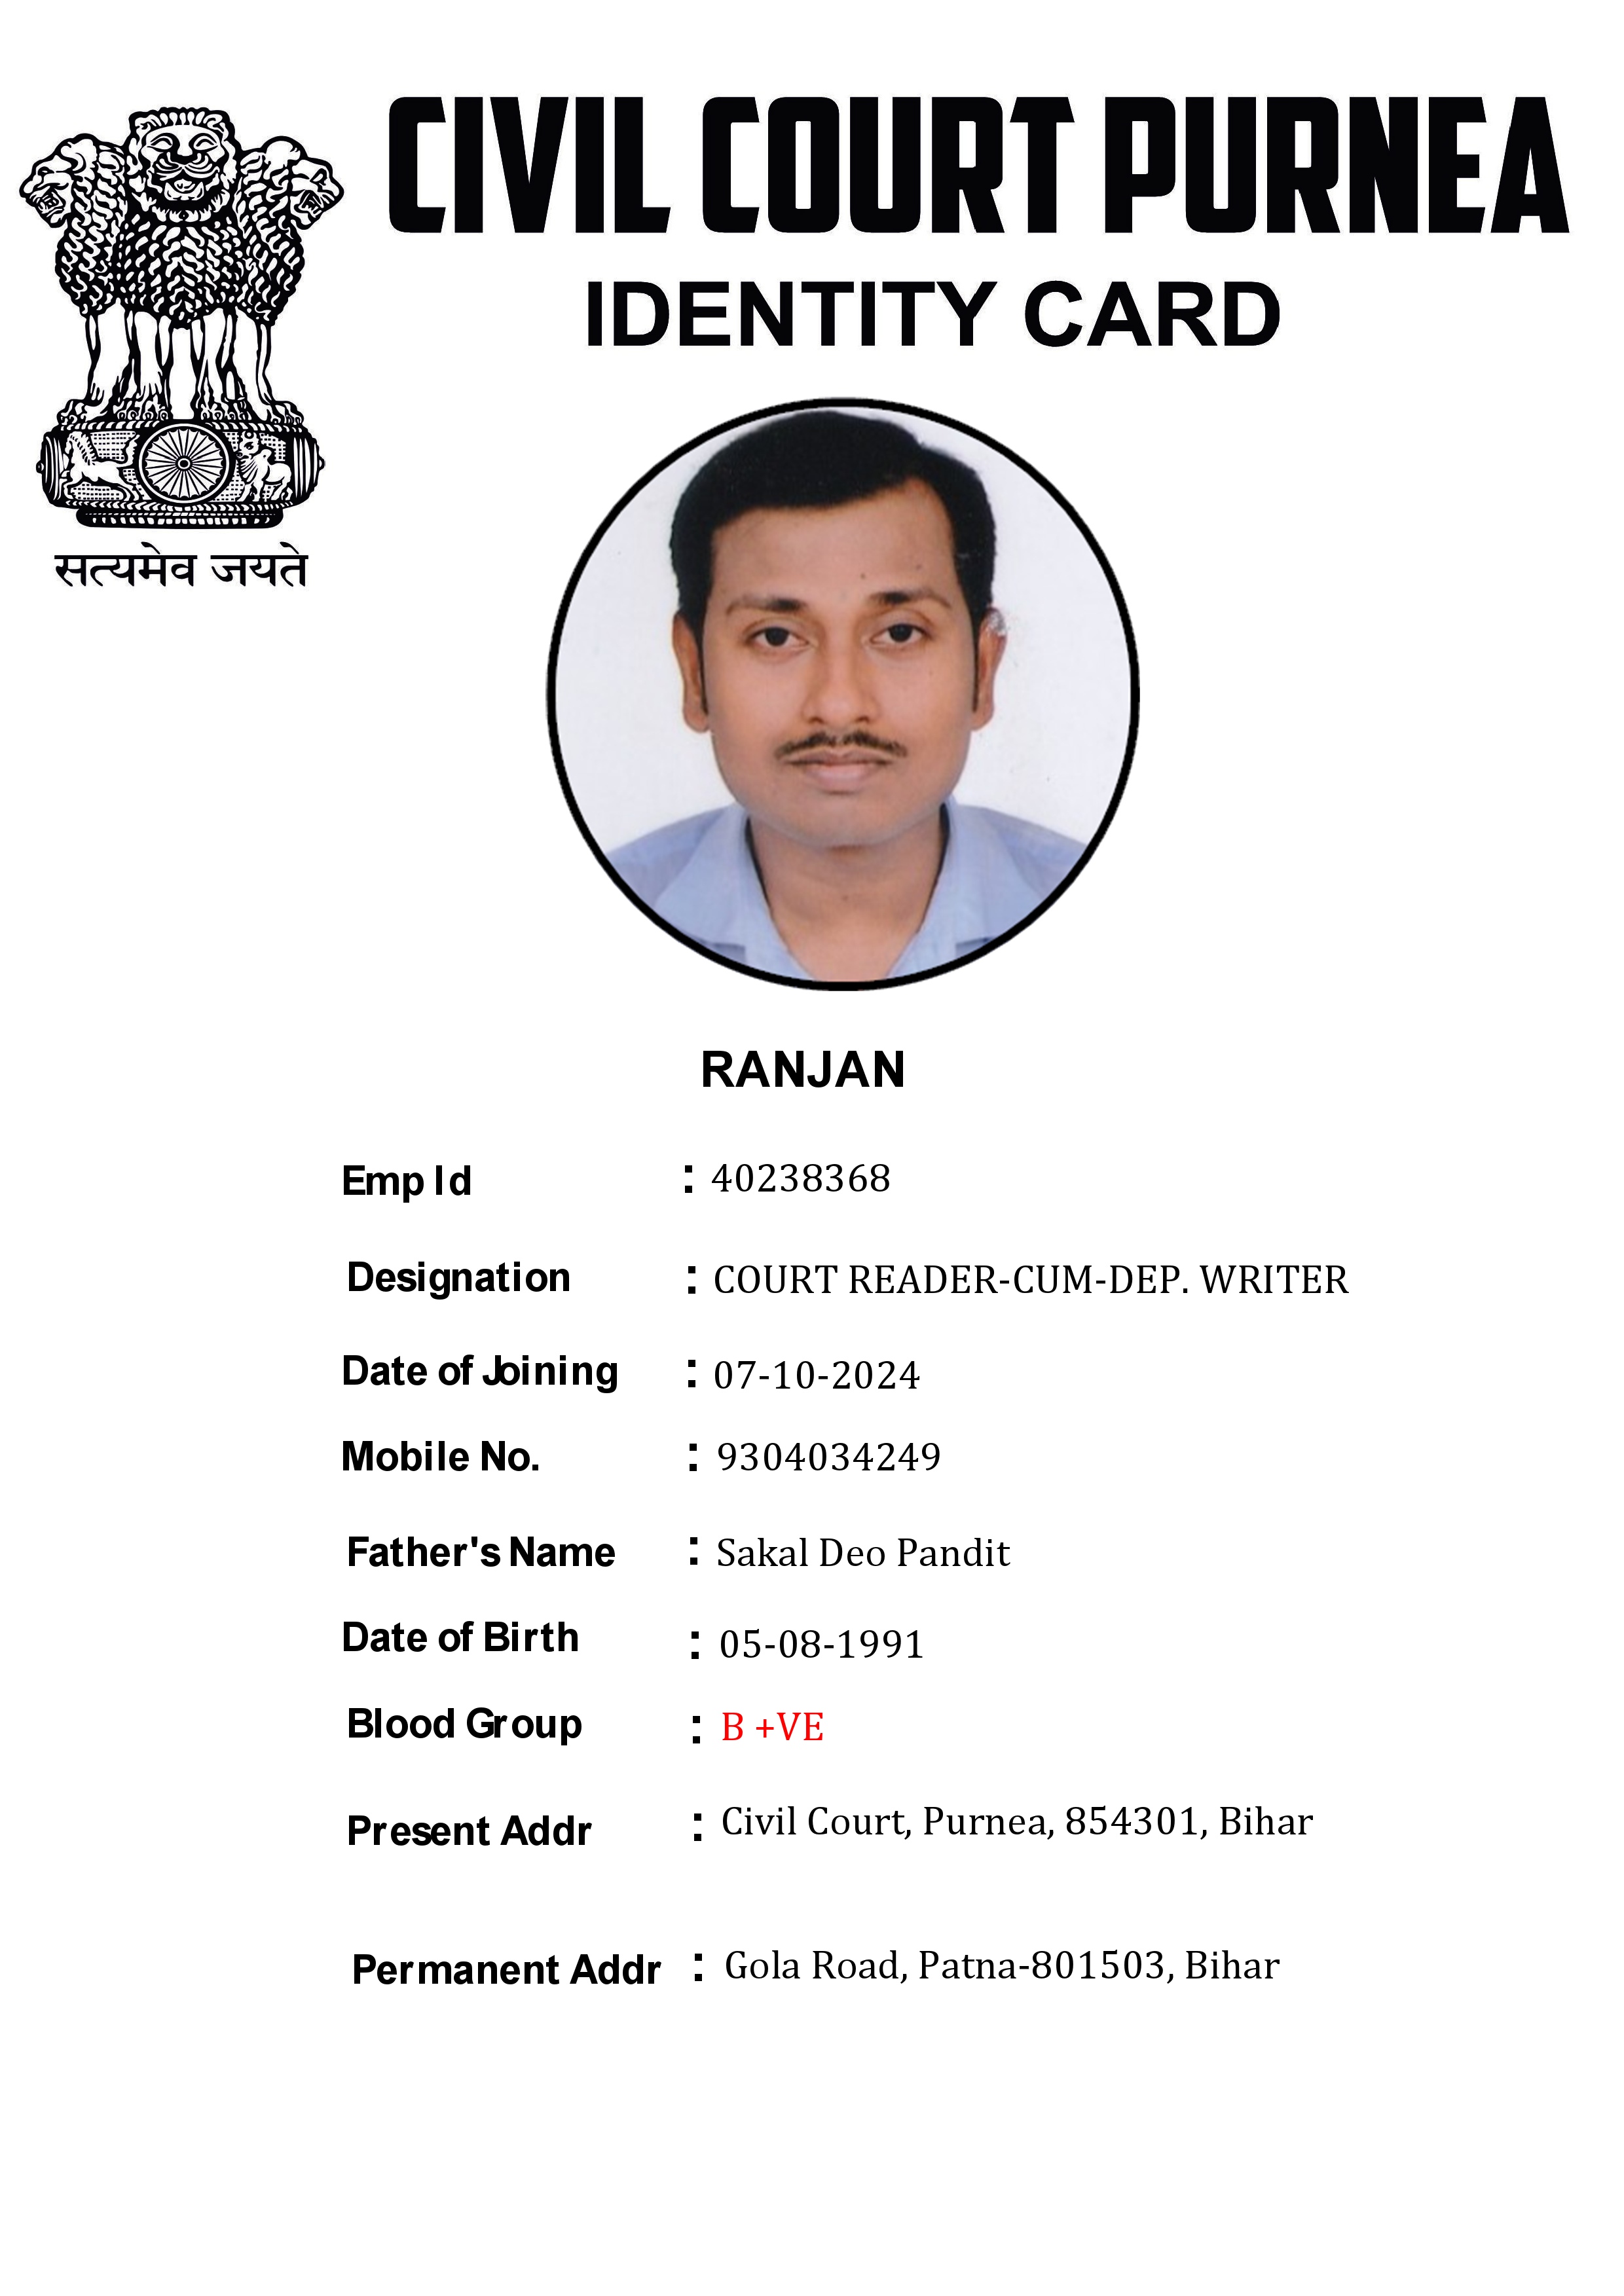 CIVIL COURT PURNEA
IDENTITY CARD
सत्यमेव जयते
RANJAN
Emp Id : 40238368
Designation : COURT READER-CUM-DEP. WRITER
Date of Joining : 07-10-2024
Mobile No. : 9304034249
Father's Name : Sakal Deo Pandit
Date of Birth : 05-08-1991
Blood Group : B +VE
Present Addr : Civil Court, Purnea, 854301, Bihar
Permanent Addr : Gola Road, Patna-801503, Bihar